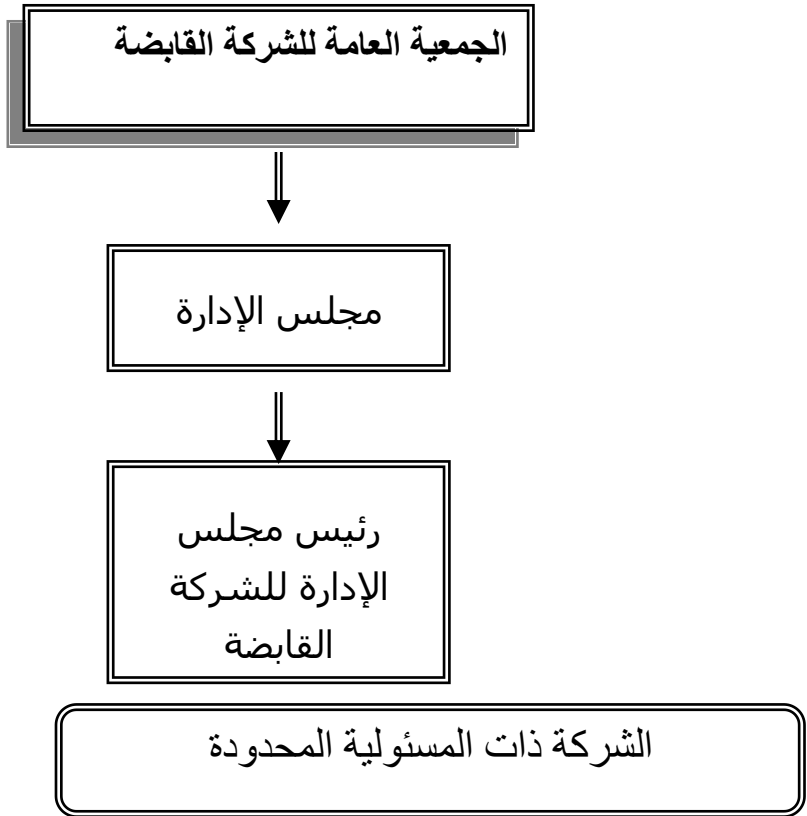 الجمعية العامة للشركة القابضة
مجلس الإدارة
رئيس مجلس
الإدارة للشركة
القابضة
الشركة ذات المسئولية المحدودة